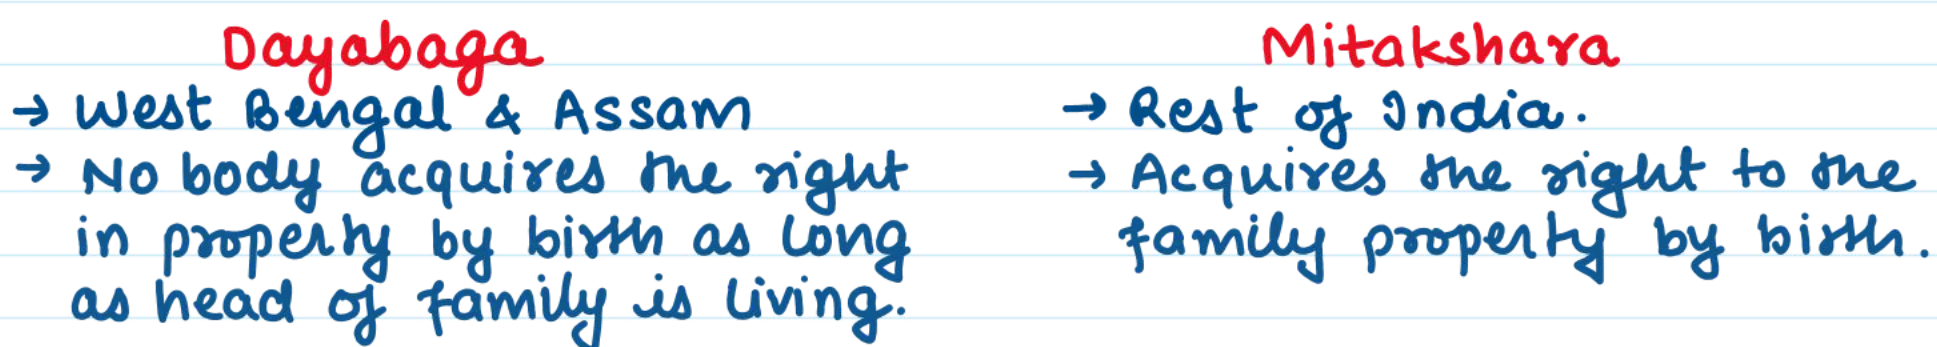 Dayabaga
→ West Bengal & Assam
→ No body acquires the right
in property by birth as long
as head of family is living.
Mitakshara
→ Rest of India.
→ Acquires the right to the
family property by birth.